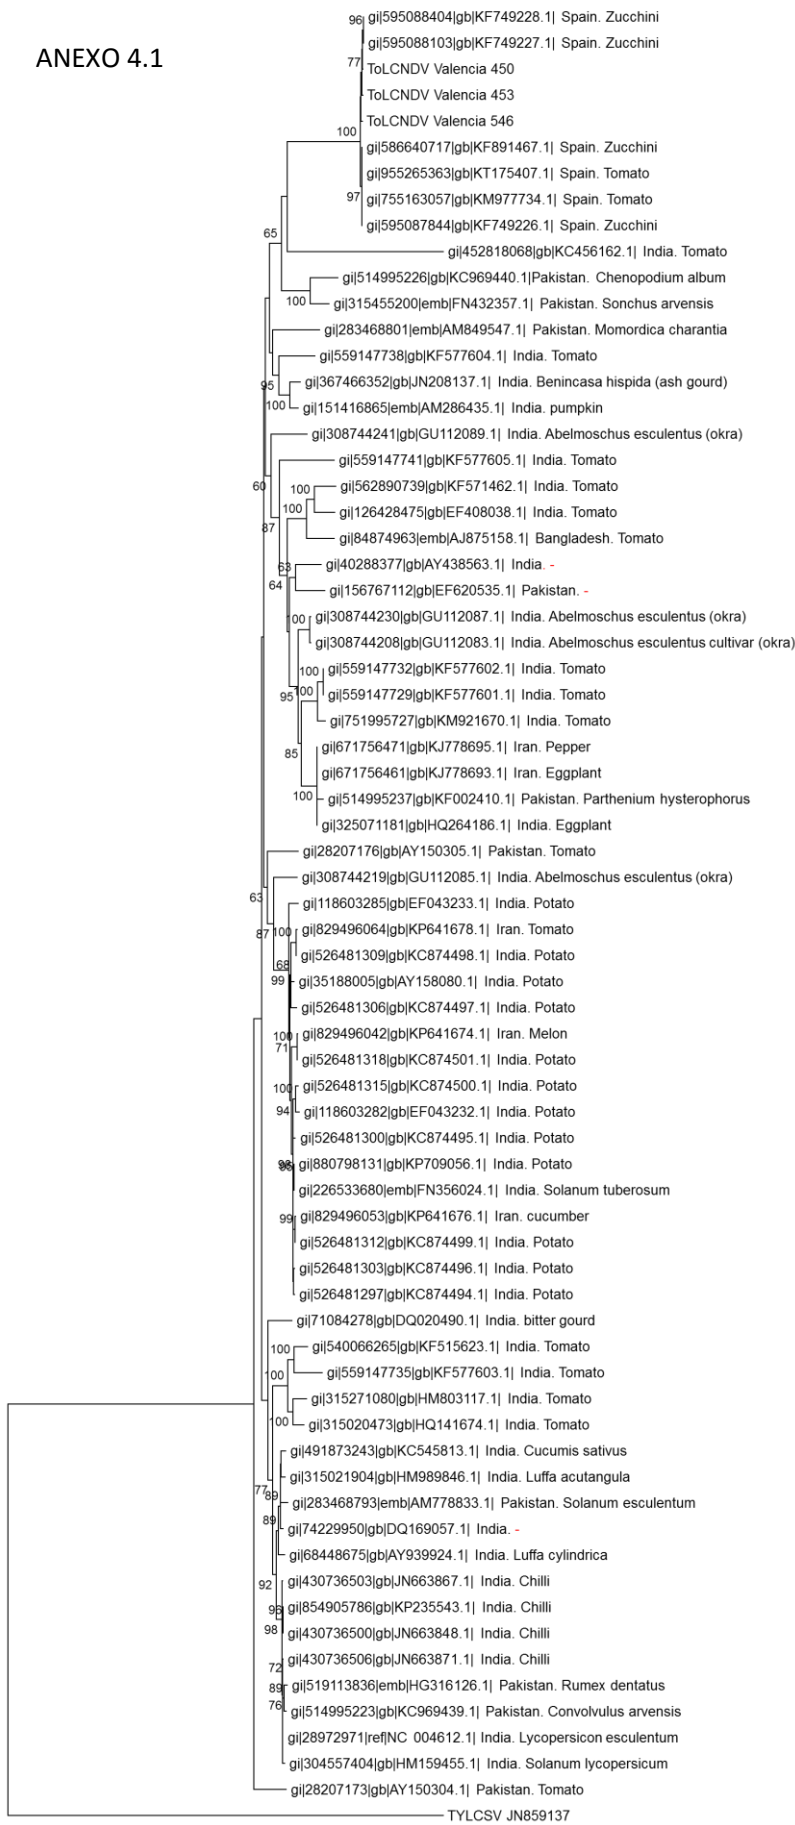 ANEXO 4.1
96
gi|595088404|gb|KF749228.1| Spain. Zucchini
gi|595088103|gb|KF749227.1| Spain. Zucchini
77
ToLCNDV Valencia 450
ToLCNDV Valencia 453
ToLCNDV Valencia 546
100
gi|586640717|gb|KF891467.1| Spain. Zucchini
gi|955265363|gb|KT175407.1| Spain. Tomato
97
gi|755163057|gb|KM977734.1| Spain. Tomato
gi|595087844|gb|KF749226.1| Spain. Zucchini
65
gi|452818068|gb|KC456162.1| India. Tomato
gi|514995226|gb|KC969440.1|Pakistan. Chenopodium album
100
gi|315455200|emb|FN432357.1| Pakistan. Sonchus arvensis
gi|283468801|emb|AM849547.1| Pakistan. Momordica charantia
gi|559147738|gb|KF577604.1| India. Tomato
95
gi|367466352|gb|JN208137.1| India. Benincasa hispida (ash gourd)
100
gi|151416865|emb|AM286435.1| India. pumpkin
gi|308744241|gb|GU112089.1| India. Abelmoschus esculentus (okra)
gi|559147741|gb|KF577605.1| India. Tomato
60
100
gi|562890739|gb|KF571462.1| India. Tomato
100
gi|126428475|gb|EF408038.1| India. Tomato
87
gi|84874963|emb|AJ875158.1| Bangladesh. Tomato
63
gi|40288377|gb|AY438563.1| India. -
64
gi|156767112|gb|EF620535.1| Pakistan. -
100
gi|308744230|gb|GU112087.1| India. Abelmoschus esculentus (okra)
gi|308744208|gb|GU112083.1| India. Abelmoschus esculentus cultivar (okra)
100
gi|559147732|gb|KF577602.1| India. Tomato
95
100
gi|559147729|gb|KF577601.1| India. Tomato
gi|751995727|gb|KM921670.1| India. Tomato
85
gi|671756471|gb|KJ778695.1| Iran. Pepper
gi|671756461|gb|KJ778693.1| Iran. Eggplant
100
gi|514995237|gb|KF002410.1| Pakistan. Parthenium hysterophorus
gi|325071181|gb|HQ264186.1| India. Eggplant
gi|28207176|gb|AY150305.1| Pakistan. Tomato
gi|308744219|gb|GU112085.1| India. Abelmoschus esculentus (okra)
63
gi|118603285|gb|EF043233.1| India. Potato
87
100
gi|829496064|gb|KP641678.1| Iran. Tomato
68
gi|526481309|gb|KC874498.1| India. Potato
99
gi|35188005|gb|AY158080.1| India. Potato
gi|526481306|gb|KC874497.1| India. Potato
100
gi|829496042|gb|KP641674.1| Iran. Melon
71
gi|526481318|gb|KC874501.1| India. Potato
100
gi|526481315|gb|KC874500.1| India. Potato
94
gi|118603282|gb|EF043232.1| India. Potato
gi|526481300|gb|KC874495.1| India. Potato
gi|880798131|gb|KP709056.1| India. Potato
gi|226533680|emb|FN356024.1| India. Solanum tuberosum
99
gi|829496053|gb|KP641676.1| Iran. cucumber
gi|526481312|gb|KC874499.1| India. Potato
gi|526481303|gb|KC874496.1| India. Potato
gi|526481297|gb|KC874494.1| India. Potato
gi|71084278|gb|DQ020490.1| India. bitter gourd
100
gi|540066265|gb|KF515623.1| India. Tomato
100
gi|559147735|gb|KF577603.1| India. Tomato
gi|315271080|gb|HM803117.1| India. Tomato
100
gi|315020473|gb|HQ141674.1| India. Tomato
gi|491873243|gb|KC545813.1| India. Cucumis sativus
gi|315021904|gb|HM989846.1| India. Luffa acutangula
77
89
gi|283468793|emb|AM778833.1| Pakistan. Solanum esculentum
89
gi|74229950|gb|DQ169057.1| India. -
gi|68448675|gb|AY939924.1| India. Luffa cylindrica
92
gi|430736503|gb|JN663867.1| India. Chilli
gi|854905786|gb|KP235543.1| India. Chilli
98
gi|430736500|gb|JN663848.1| India. Chilli
gi|430736506|gb|JN663871.1| India. Chilli
72
89
gi|519113836|emb|HG316126.1| Pakistan. Rumex dentatus
76
gi|514995223|gb|KC969439.1| Pakistan. Convolvulus arvensis
gi|28972971|ref|NC 004612.1| India. Lycopersicon esculentum
gi|304557404|gb|HM159455.1| India. Solanum lycopersicum
gi|28207173|gb|AY150304.1| Pakistan. Tomato
TYLCSV JN859137